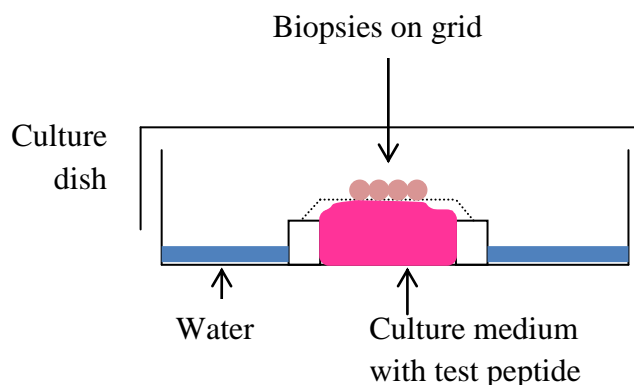 Biopsies on grid
Culture
dish
Water
Culture medium
with test peptide